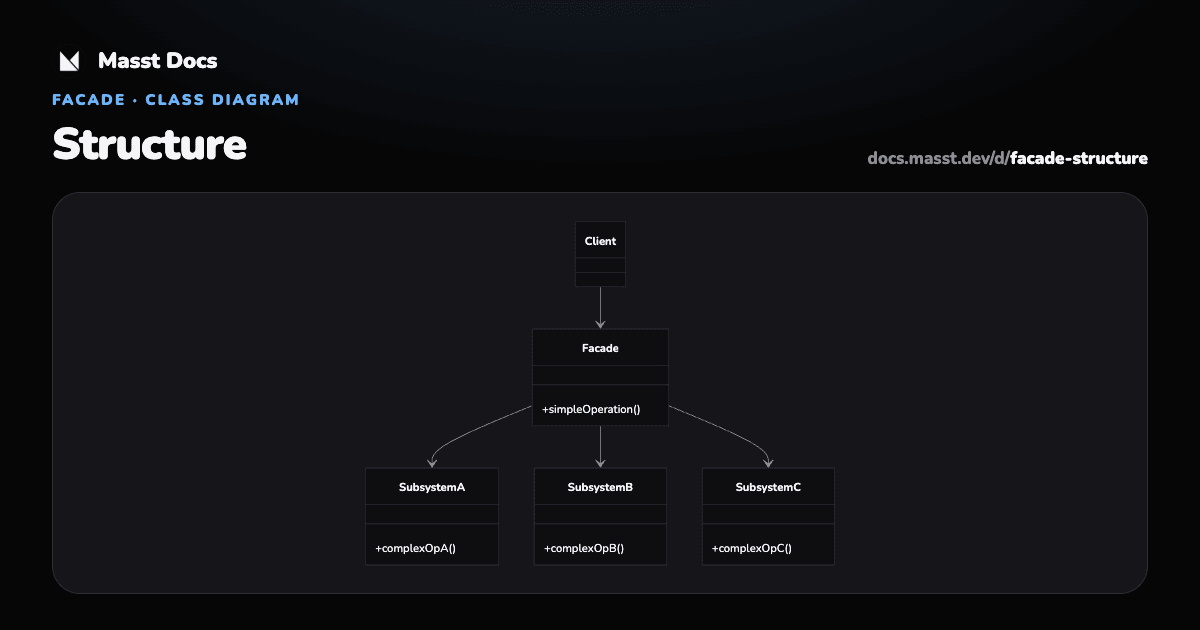 Masst Docs
FACADE · CLASS DIAGRAM
Structure
docs.masst.dev/d/facade-structure
Client
Facade
+simpleOperation()
SubsystemA
SubsystemB
SubsystemC
+complexOpA()
+complexOpB()
+complexOpC()